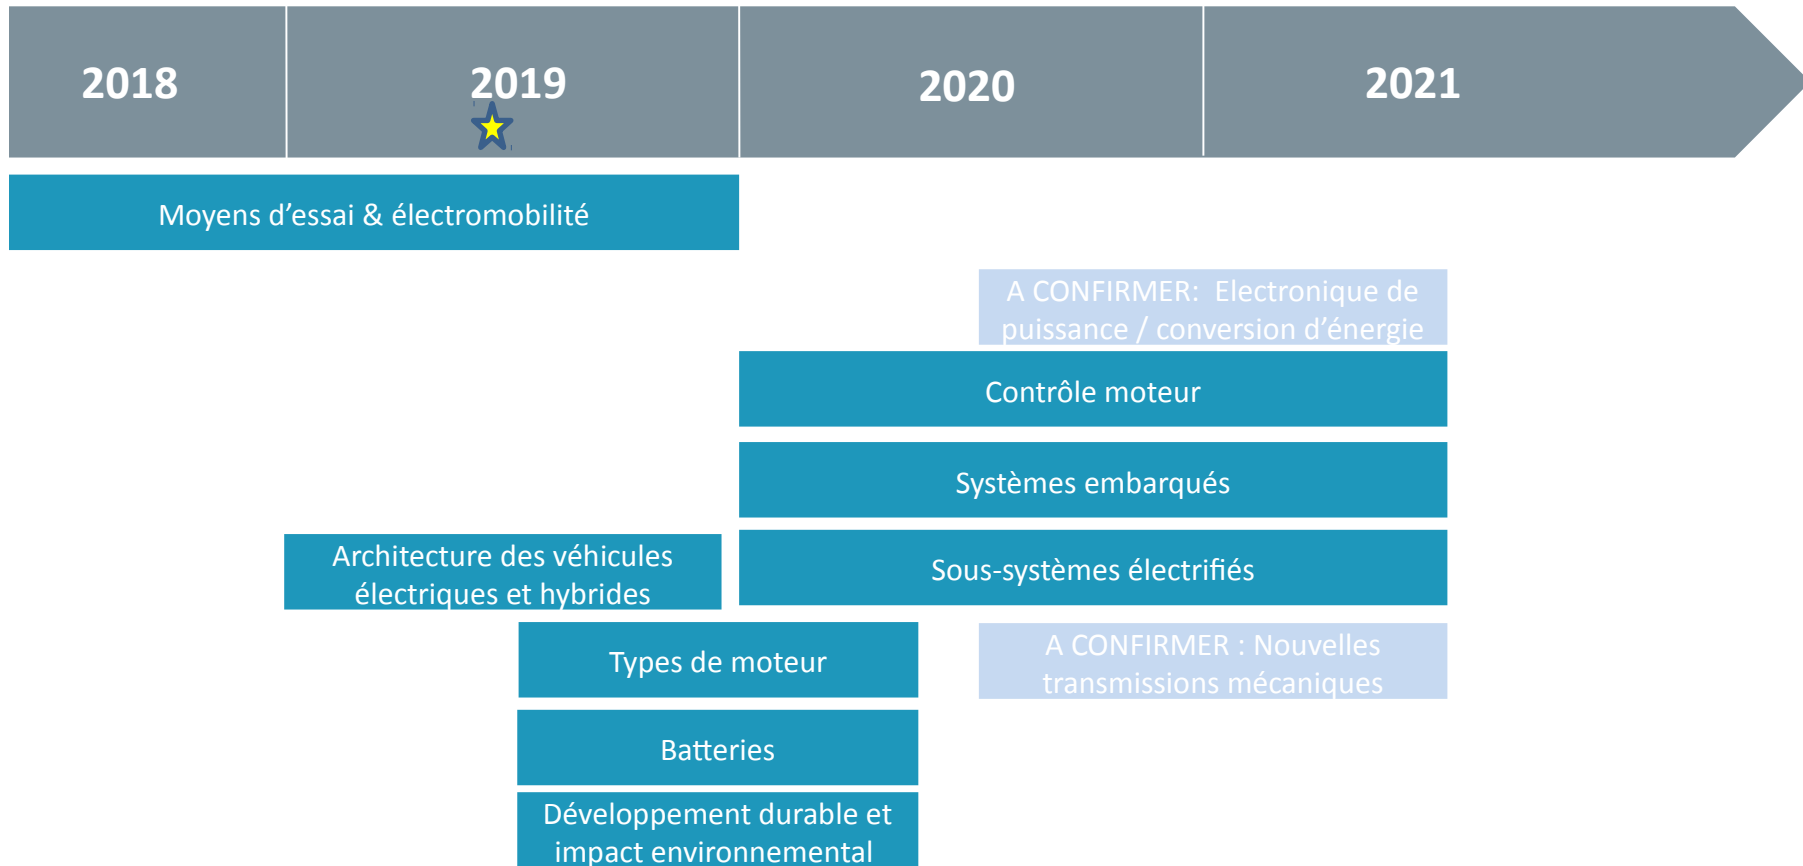 2018
2019
2020
2021
Moyens d’essai & électromobilité
A CONFIRMER:  Electronique de
puissance / conversion d’énergie
Contrôle moteur
Systèmes embarqués
Architecture des véhicules
électriques et hybrides
Sous-systèmes électrifiés
Types de moteur
A CONFIRMER : Nouvelles
transmissions mécaniques
Batteries
Développement durable et
impact environnemental